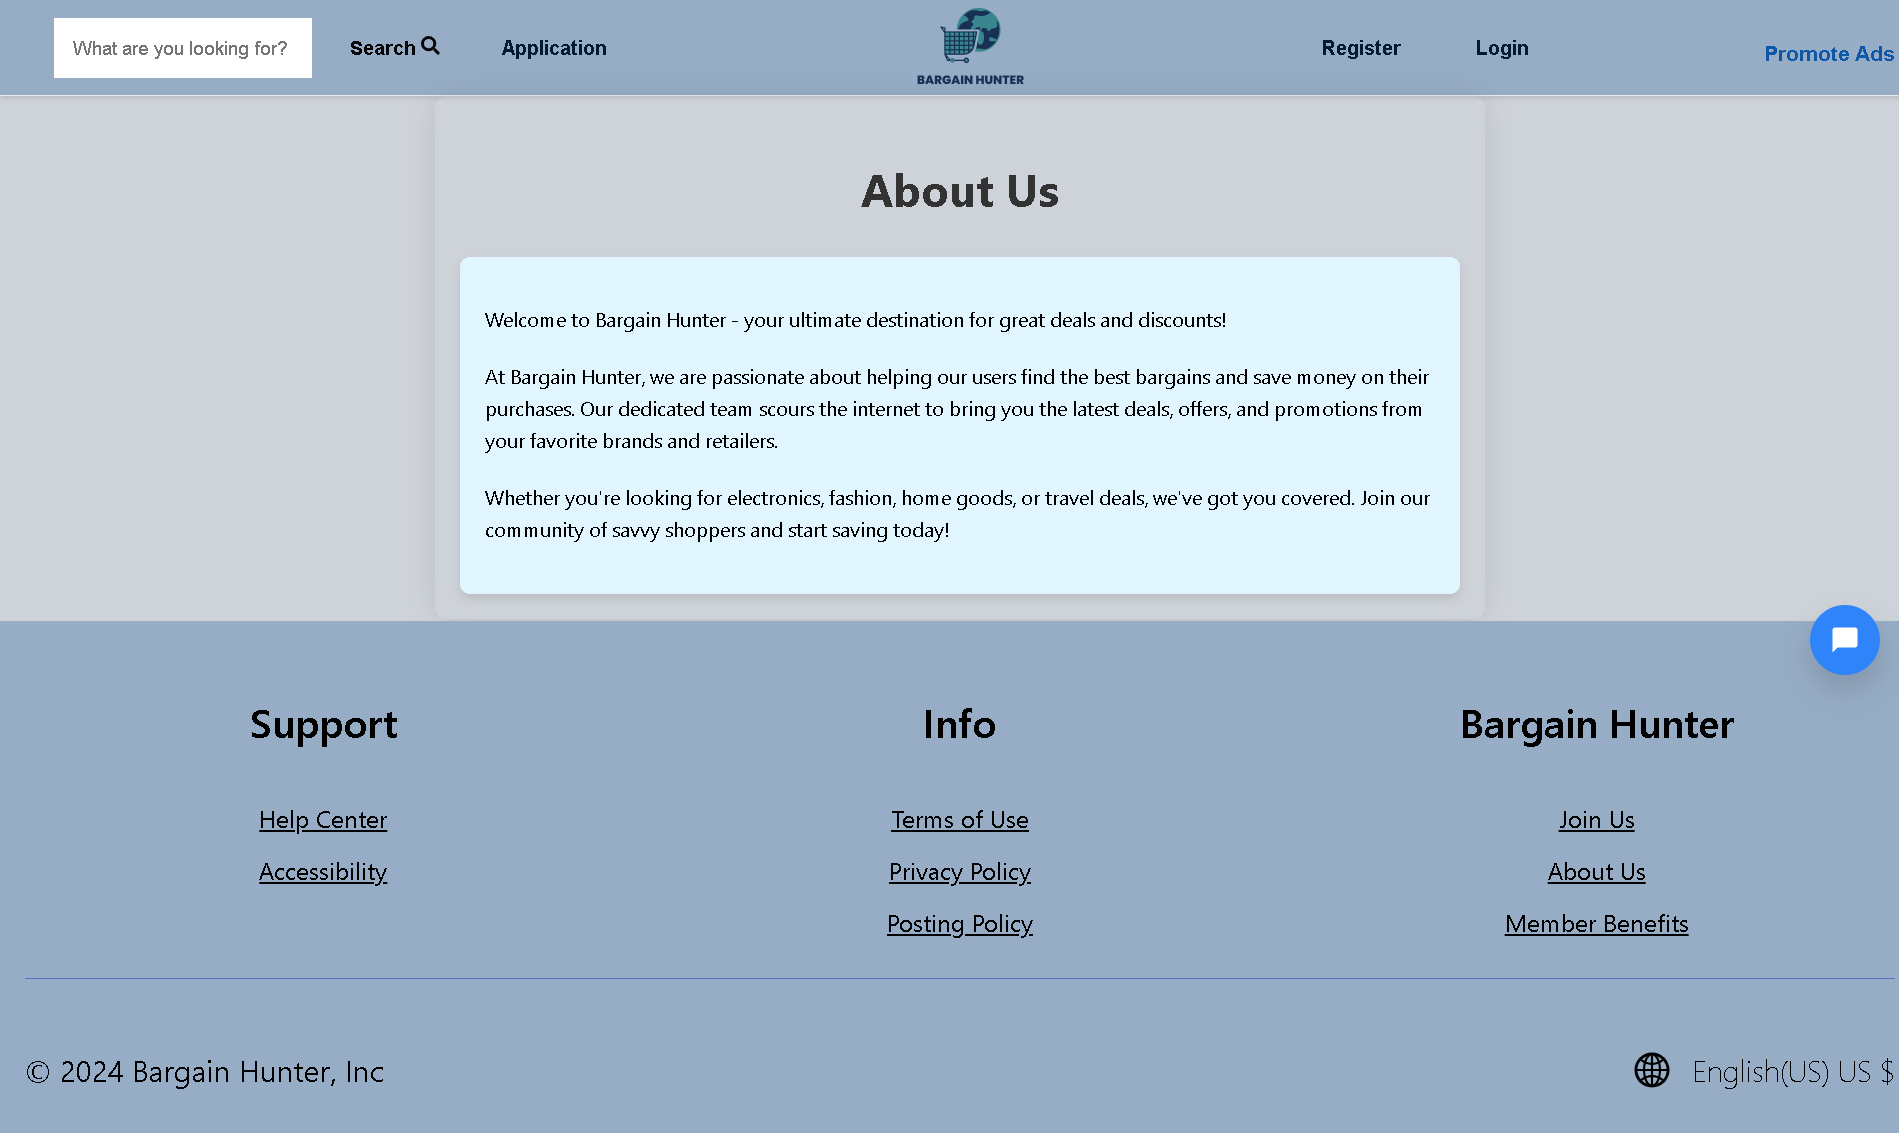 What are you looking for?
Search
Application
BARGAIN HUNTER
Register
Login
Promote Ads
About Us
Welcome to Bargain Hunter - your ultimate destination for great deals and discounts!
At Bargain Hunter, we are passionate about helping our users find the best bargains and save money on their
purchases. Our dedicated team scours the internet to bring you the latest deals, offers, and promotions from
your favorite brands and retailers.
Whether you're looking for electronics, fashion, home goods, or travel deals, we've got you covered. Join our
community of savvy shoppers and start saving today!
Support
Help Center
Accessibility
Info
Terms of Use
Privacy Policy
Posting Policy
Bargain Hunter
Join Us
About Us
Member Benefits
© 2024 Bargain Hunter, Inc
English(US) US $